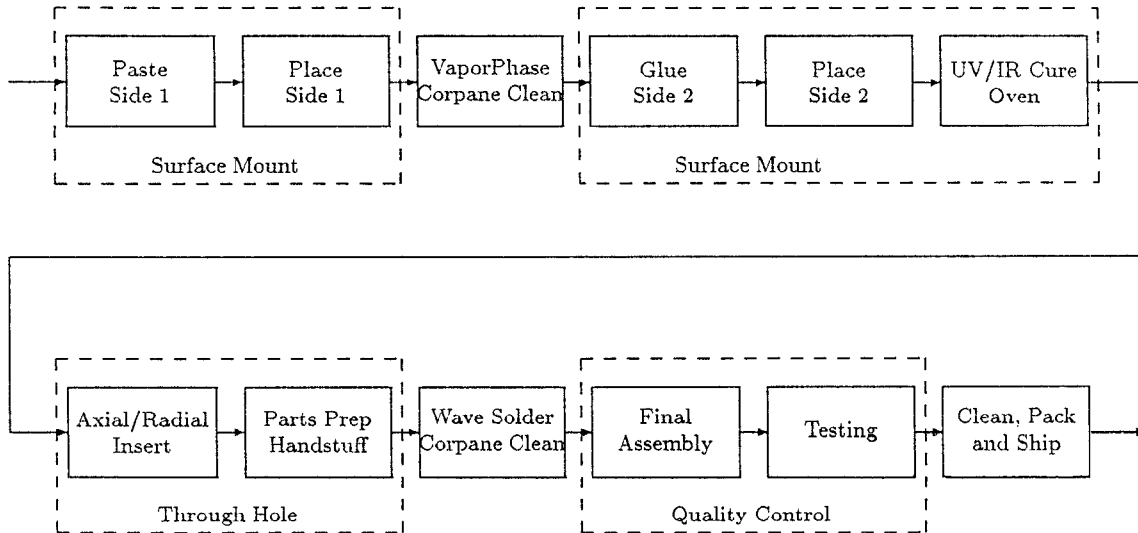 Paste
Side 1
Place
Side 1
VaporPhase
Corpane Clean
Glue
Side 2
Place
Side 2
UV/IR Cure
Oven
Surface Mount
Surface Mount
Axial/Radial
Insert
Parts Prep
Handstuff
Wave Solder
Corpane Clean
Final
Assembly
Testing
Clean, Pack
and Ship
Through Hole
Quality Control